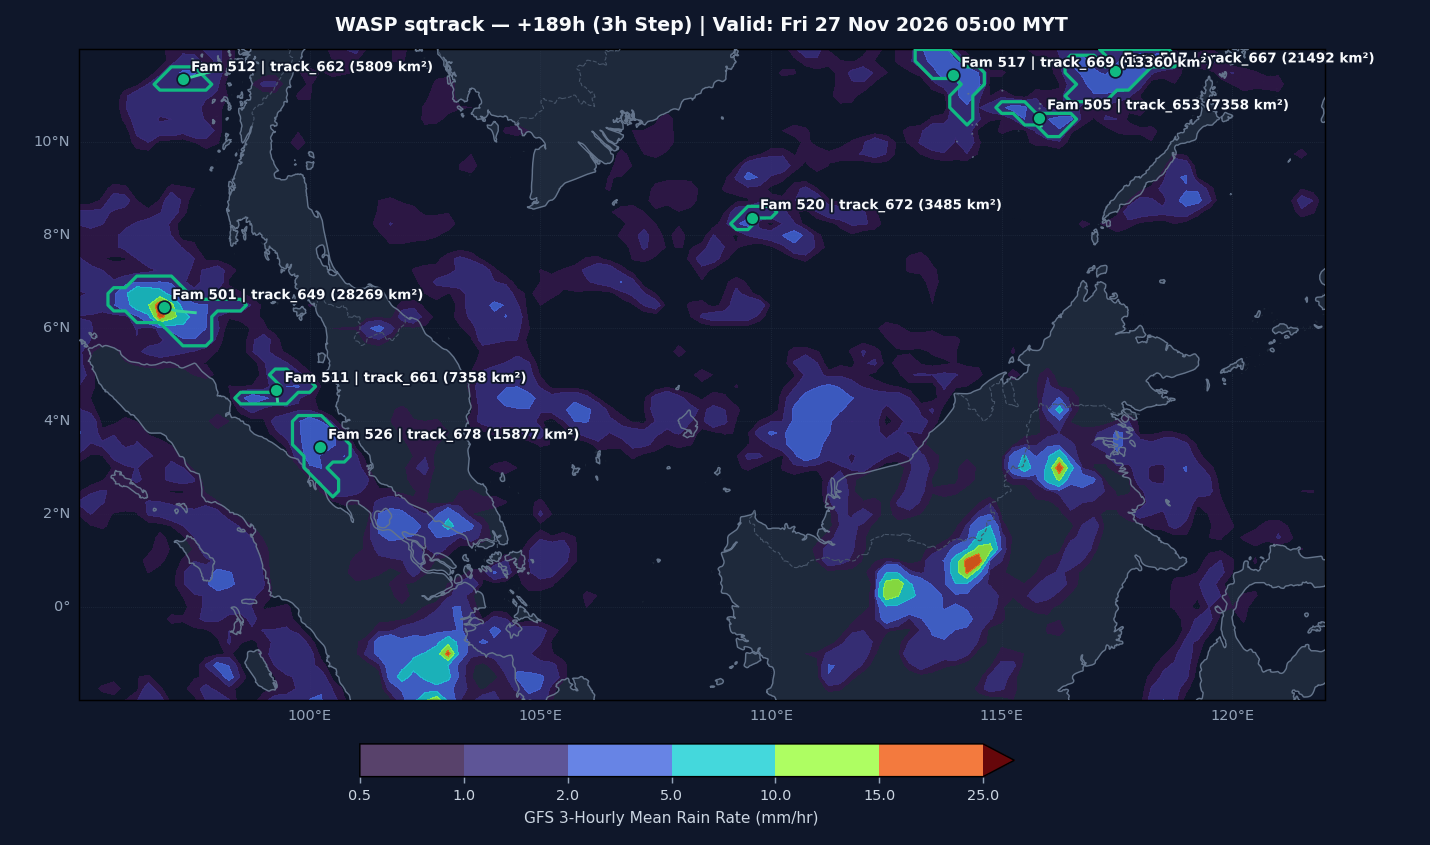 WASP sqtrack — +189h (3h Step) | Valid: Fri 27 Nov 2026 05:00 MYT
Fam 512 | track_662 (5809 km²)
Fam 517 | track_669 (13360 km²)
Fam 517 | track_667 (21492 km²)
Fam 505 | track_653 (7358 km²)
Fam 520 | track_672 (3485 km²)
Fam 501 | track_649 (28269 km²)
Fam 511 | track_661 (7358 km²)
Fam 526 | track_678 (15877 km²)
10°N
8°N
6°N
4°N
2°N
0°
100°E 105°E 110°E 115°E 120°E
0.5 1.0 2.0 5.0 10.0 15.0 25.0
GFS 3-Hourly Mean Rain Rate (mm/hr)